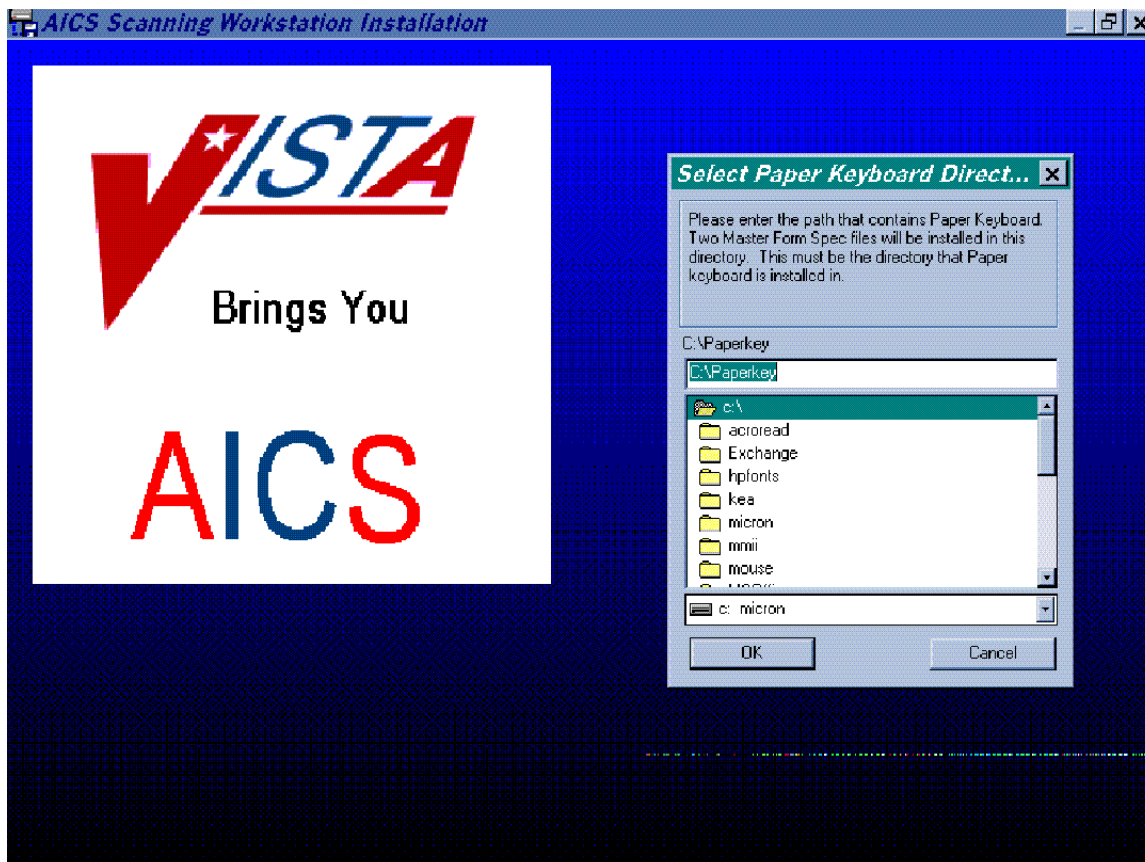 AICS Scanning Workstation Installation
VISTA
Brings You
AICS
Select Paper Keyboard Direct...
Please enter the path that contains Paper Keyboard.
Two Master Form Spec files will be installed in this
directory. This must be the directory that Paper
keyboard is installed in.
C:\Paperkey
C:\Paperkey
c:\
acroread
Exchange
hpfonts
kea
micron
mmii
mouse
c: micron
OK
Cancel